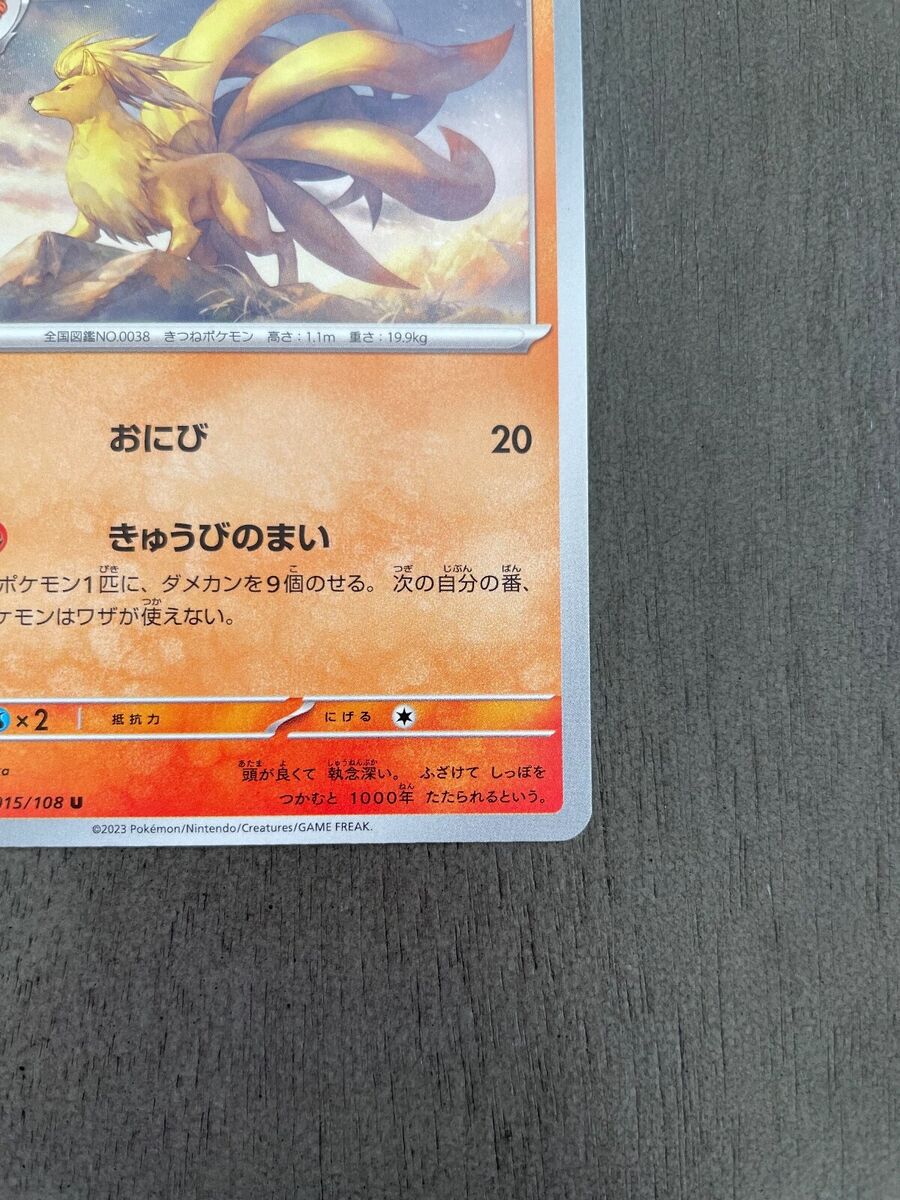 全国図鑑NO.0038 きつねポケモン 高さ：1.1m 重さ：19.9kg
おにび 20
きゅうびのまい
ポケモン1匹に、ダメカンを9個のせる。次の自分の番、
ケモンはワザが使えない。
×2 抵抗力 にげる
頭が良くて 執念深い。 ふざけて しっぽを
015/108 U つかむと 1000年 たたられるという。
©2023 Pokémon/Nintendo/Creatures/GAME FREAK.